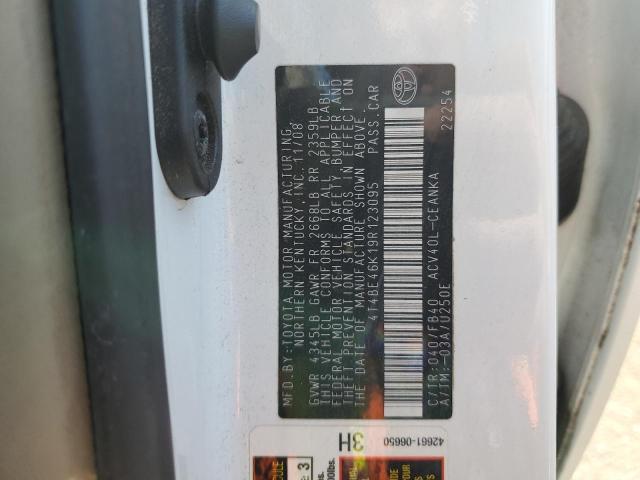 MFD. BY: TOYOTA MOTOR MANUFACTURING,
NORTHERN KENTUCKY, INC. 11/08
GVWR 4345LB GAWR FR 2668LB RR 2359LB
THIS VEHICLE CONFORMS TO ALL APPLICABLE
FEDERAL MOTOR VEHICLE SAFETY, BUMPER AND
THEFT PREVENTION STANDARDS IN EFFECT ON
THE DATE OF MANUFACTURE SHOWN ABOVE.
4T4BE46K19R123095 PASS.CAR
C/TR:040/FB40 ACV40L-CEANKA
A/TM:-03A/U250E 22254
42661-06650
3H